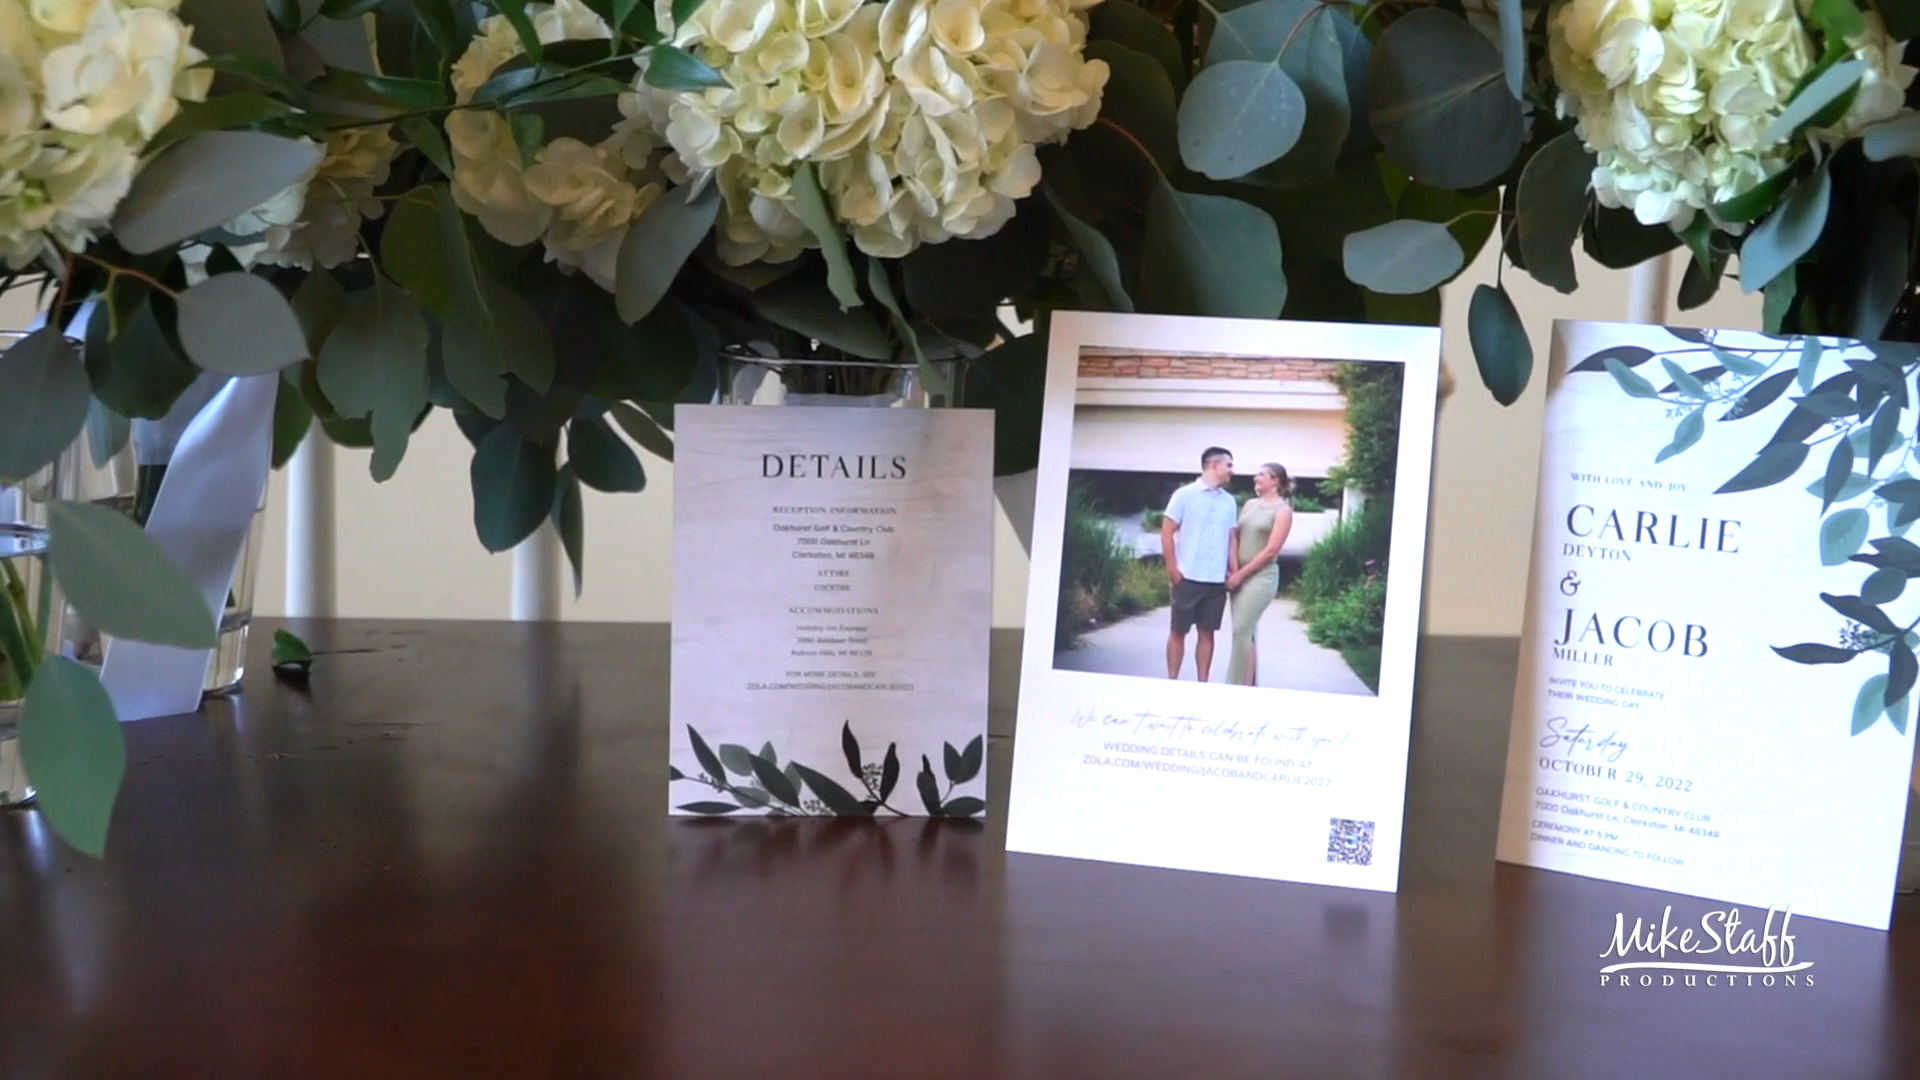 DETAILS
RECEPTION INFORMATION
Oakhurst Golf & Country Club
7000 Oakhurst Ln
Clarkston, MI 48348
ATTIRE
COCKTAIL
ACCOMMODATIONS
Holiday Inn Express
Auburn Hills, MI 48326
FOR MORE DETAILS, SEE
ZOLA.COM/WEDDING/JACOBANDCARLIE2022
We can't wait to celebrate with you!
WEDDING DETAILS CAN BE FOUND AT
ZOLA.COM/WEDDING/JACOBANDCARLIE2022
WITH LOVE AND JOY
CARLIE
DEYTON
&
JACOB
MILLER
INVITE YOU TO CELEBRATE
THEIR WEDDING DAY
Saturday
OCTOBER 29, 2022
OAKHURST GOLF & COUNTRY CLUB
7000 Oakhurst Ln. Clarkston, MI 48348
CEREMONY AT 5 PM
DINNER AND DANCING TO FOLLOW
MikeStaff
PRODUCTIONS